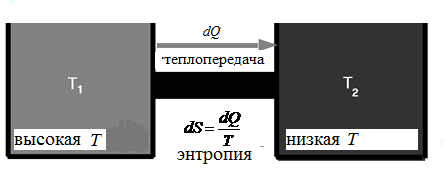 dQ
теплопередача
T₁
T₂
dS = dQ/T
высокая T
энтропия
низкая T